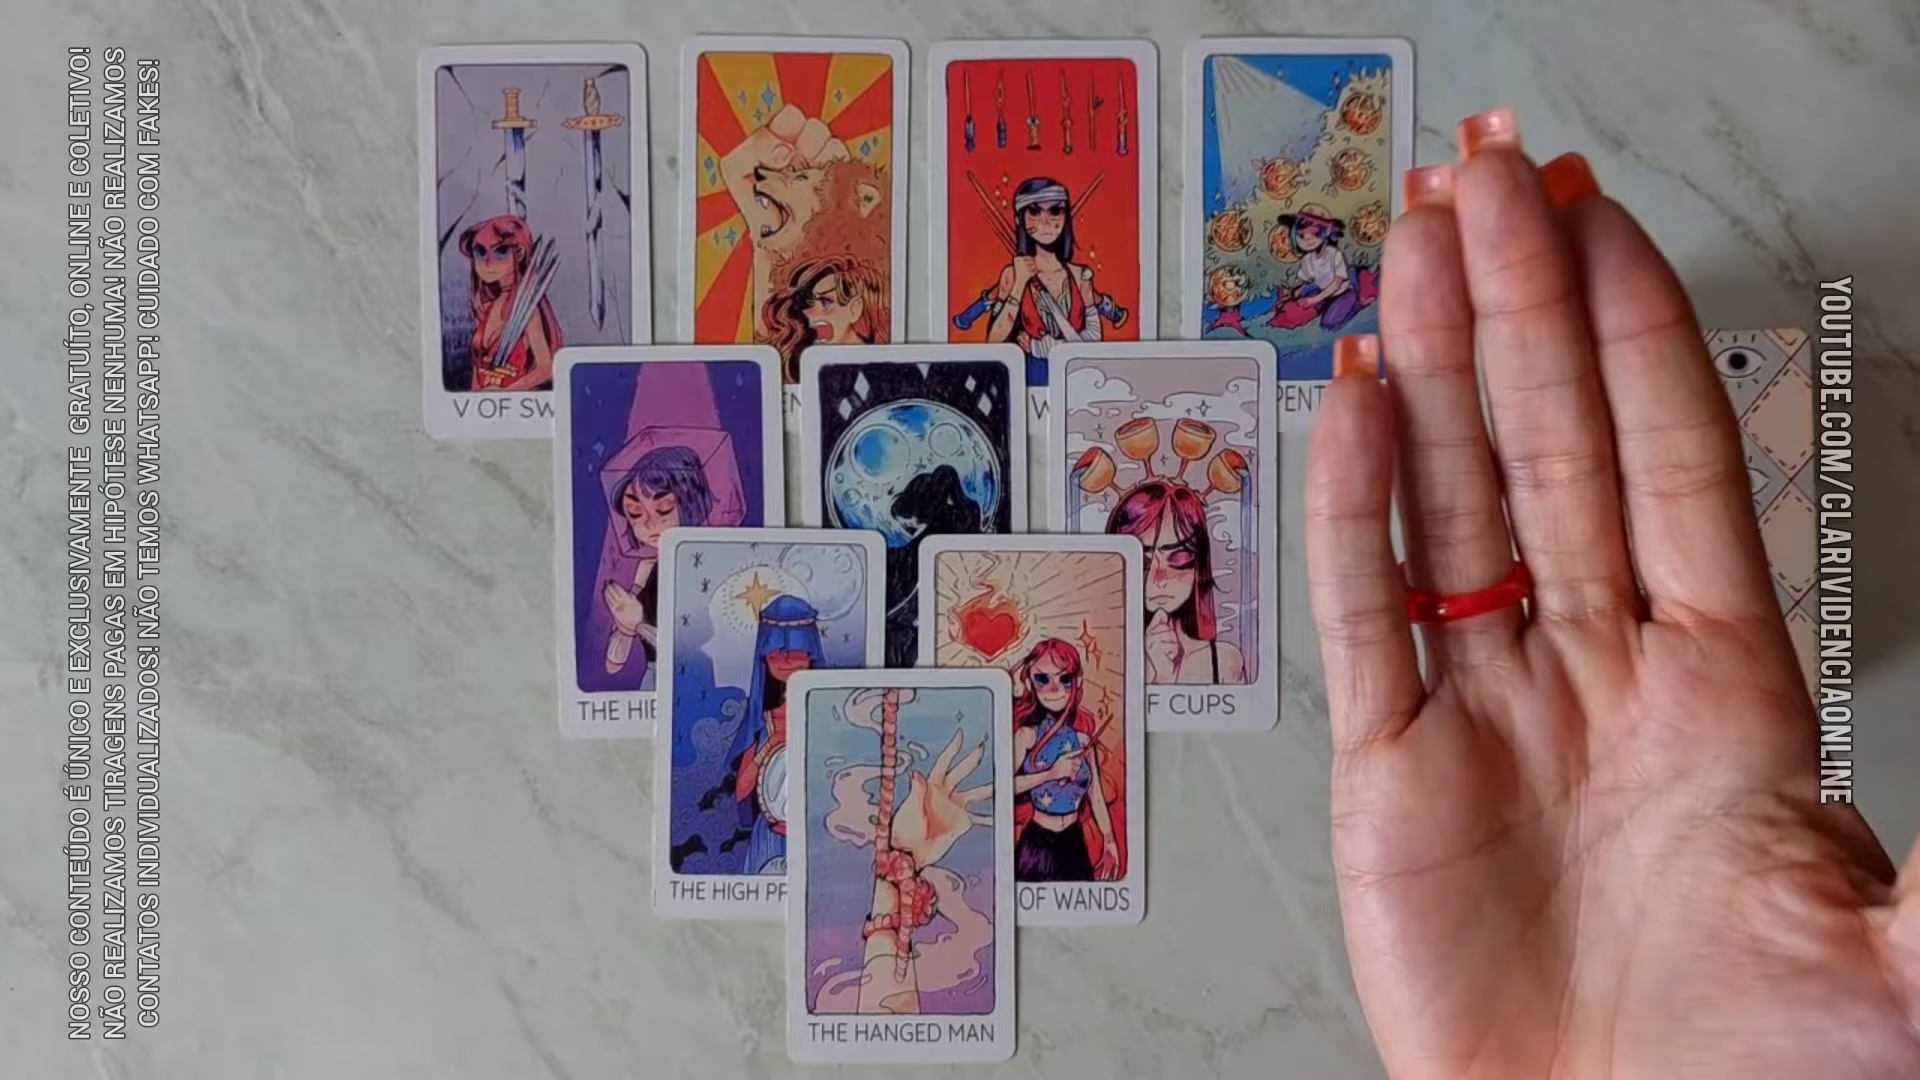 NOSSO CONTEÚDO É ÚNICO E EXCLUSIVAMENTE GRATUÍTO, ONLINE E COLETIVO!
NÃO REALIZAMOS TIRAGENS PAGAS EM HIPÓTESE NENHUMA! NÃO REALIZAMOS
CONTATOS INDIVIDUALIZADOS! NÃO TEMOS WHATSAPP! CUIDADO COM FAKES!
V OF SW
EN
W
PENT
THE HIE
F CUPS
THE HIGH PR
OF WANDS
THE HANGED MAN
YOUTUBE.COM/CLARIVIDENCIAONLINE